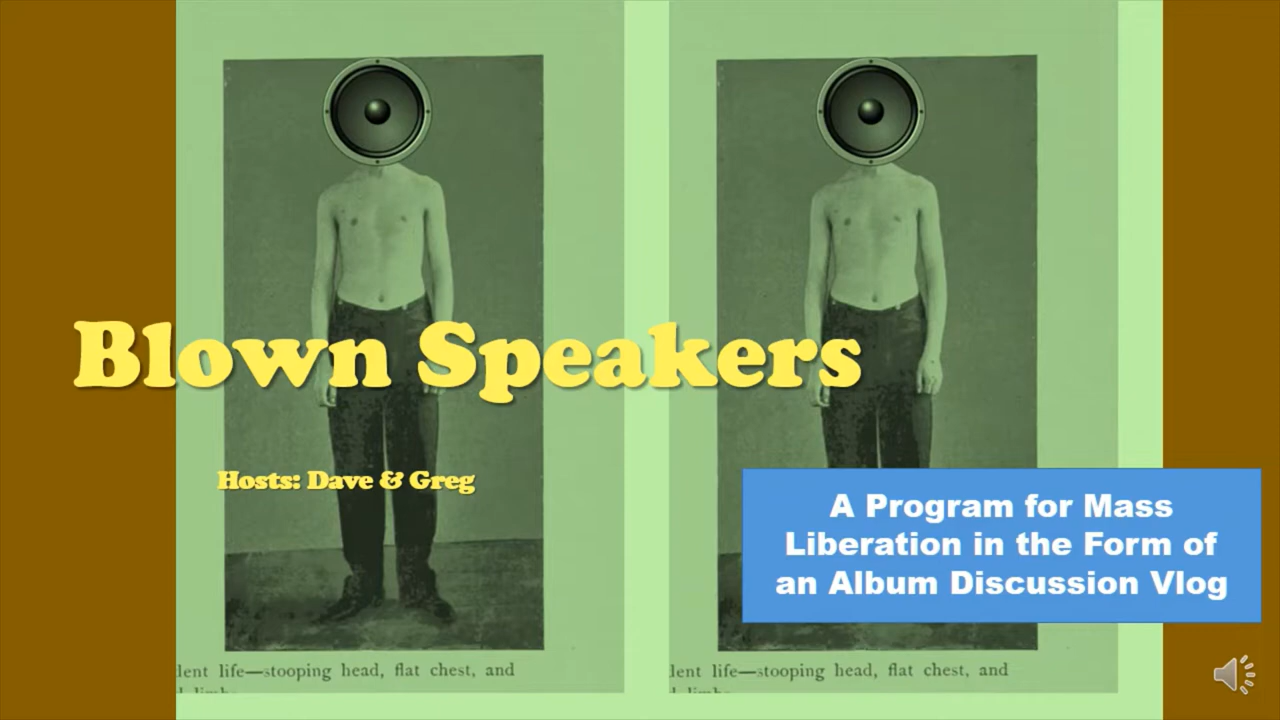 Blown Speakers
Hosts: Dave & Greg
A Program for Mass
Liberation in the Form of
an Album Discussion Vlog
lent life—stooping head, flat chest, and
lent life—stooping head, flat chest, and